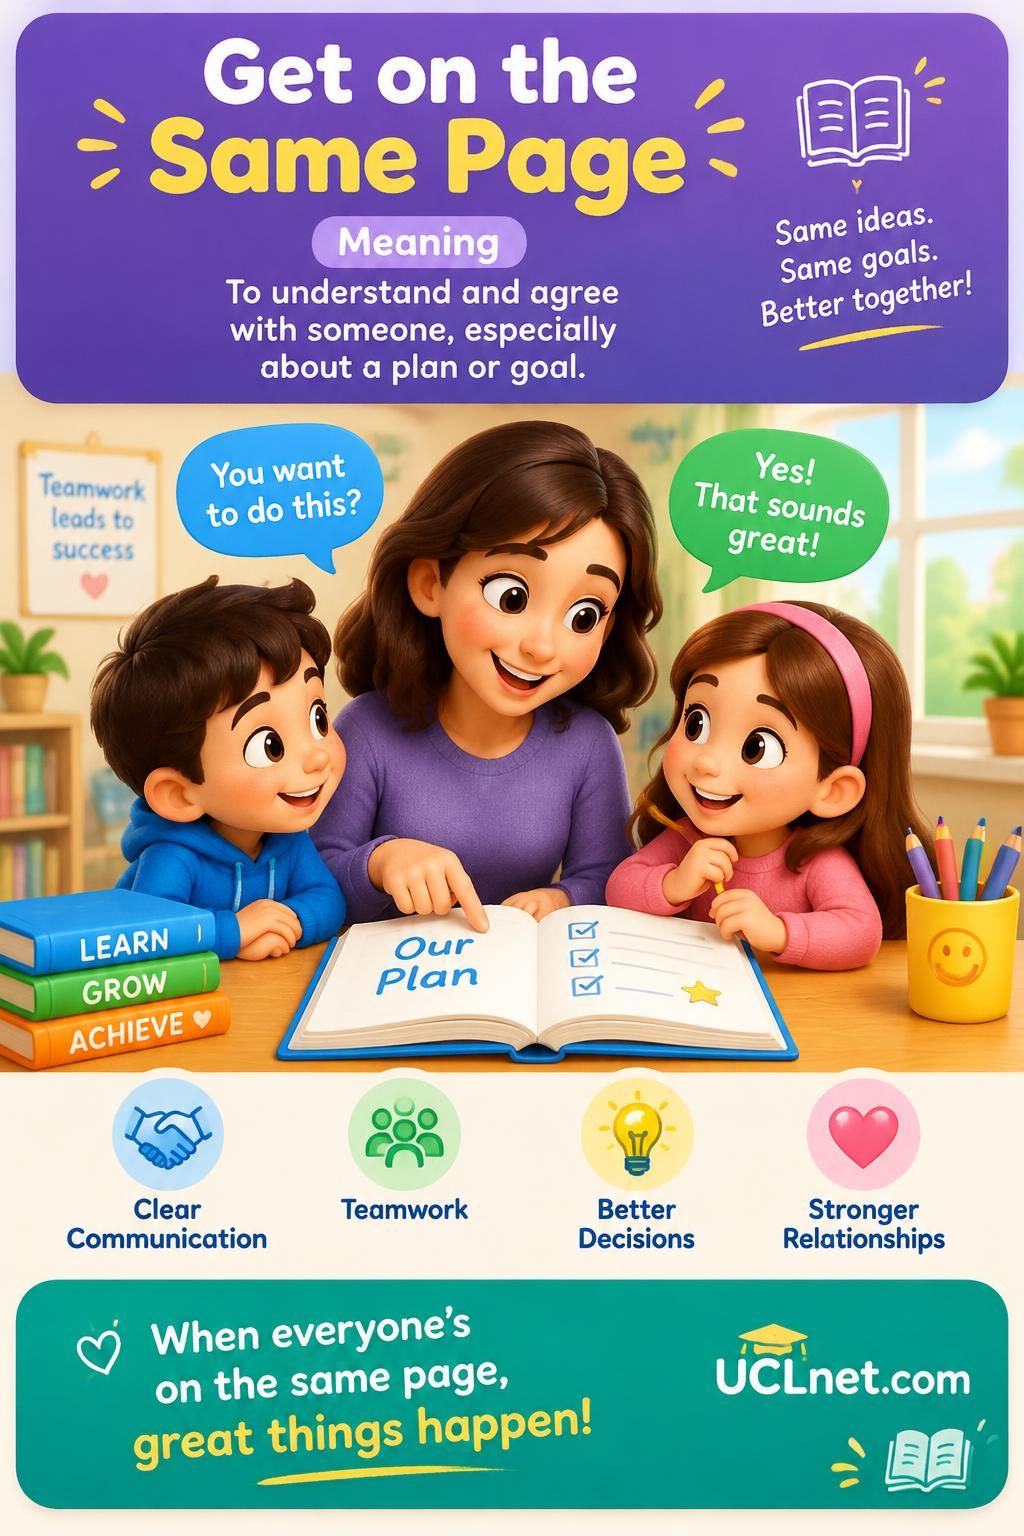 Get on the
Same Page
Meaning
To understand and agree
with someone, especially
about a plan or goal.
Same ideas.
Same goals.
Better together!
Teamwork
leads to
success
You want
to do this?
Yes!
That sounds
great!
LEARN
GROW
ACHIEVE
Our
Plan
Clear
Communication
Teamwork
Better
Decisions
Stronger
Relationships
When everyone's
on the same page,
great things happen!
UCLnet.com